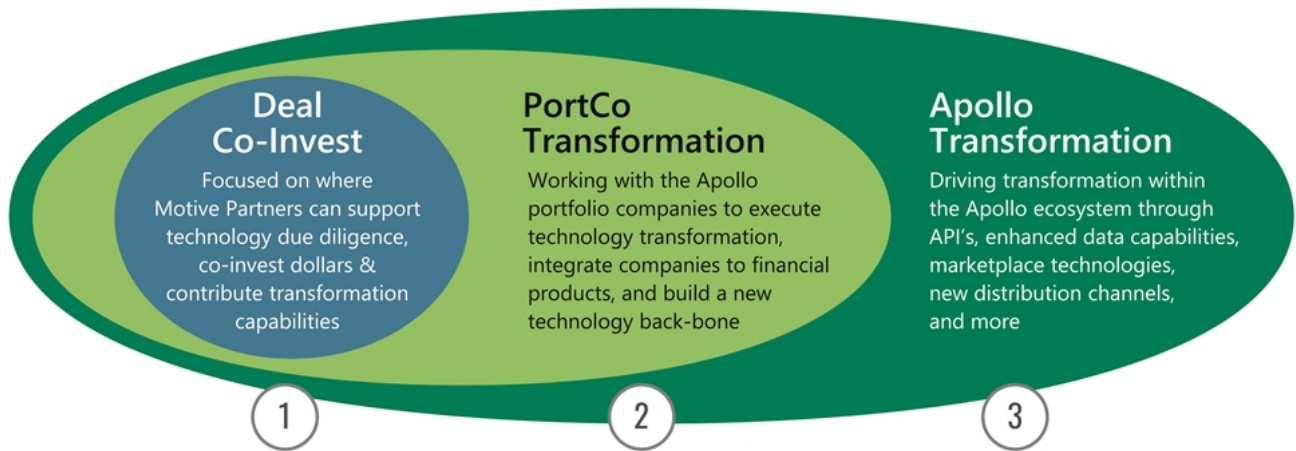 Deal
Co-Invest
Focused on where
Motive Partners can support
technology due diligence,
co-invest dollars &
contribute transformation
capabilities
PortCo
Transformation
Working with the Apollo
portfolio companies to execute
technology transformation,
integrate companies to financial
products, and build a new
technology back-bone
Apollo
Transformation
Driving transformation within
the Apollo ecosystem through
API's, enhanced data capabilities,
marketplace technologies,
new distribution channels,
and more
1
2
3